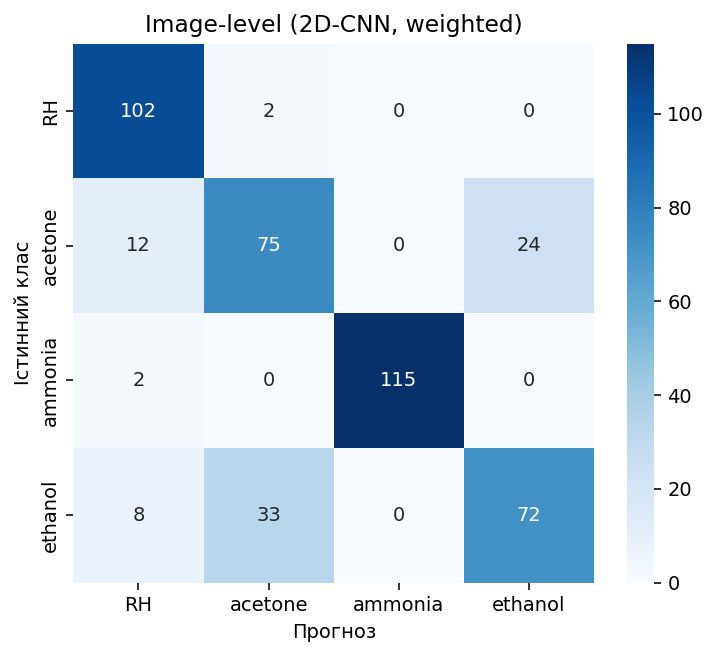 Image-level (2D-CNN, weighted)
Істинний клас
RH
102
2
0
0
acetone
12
75
0
24
ammonia
2
0
115
0
ethanol
8
33
0
72
RH
acetone
ammonia
ethanol
Прогноз
100
80
60
40
20
0